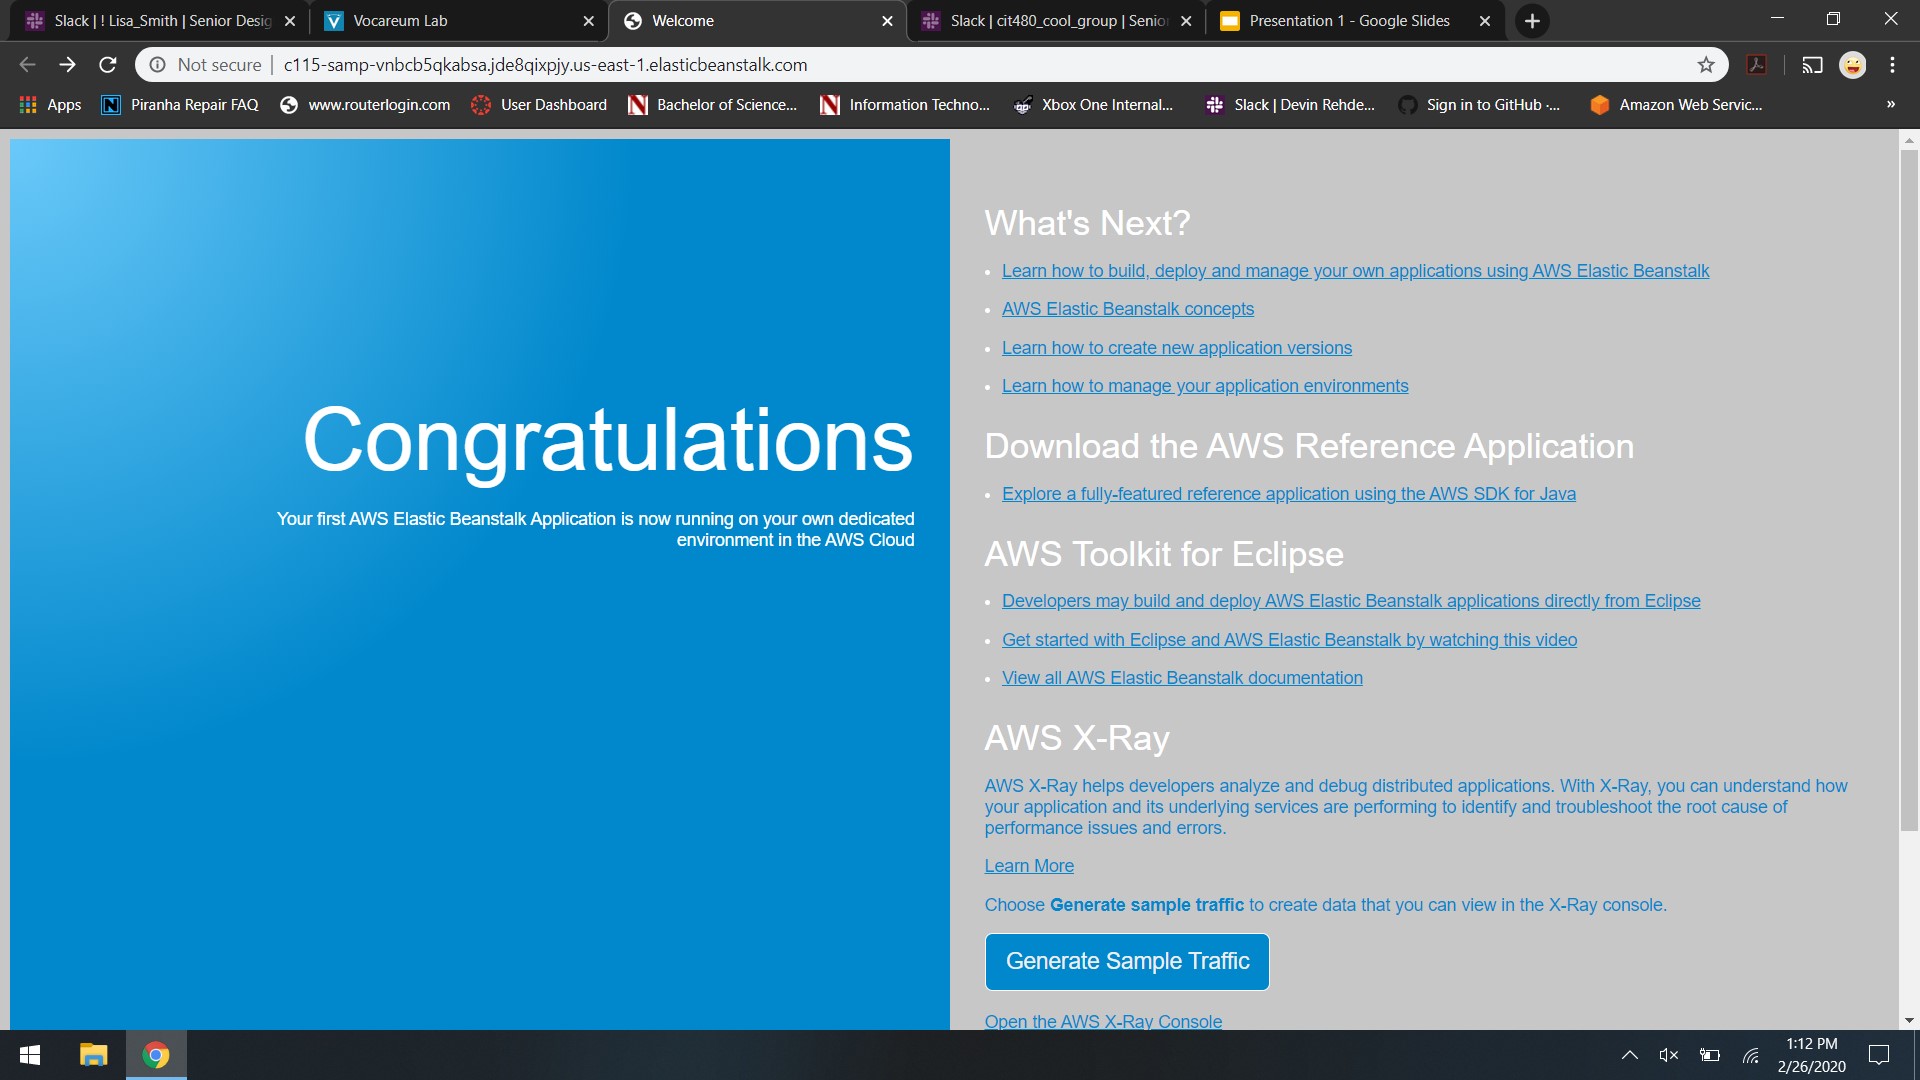 Slack | ! Lisa_Smith | Senior Desig
Vocareum Lab
Welcome
Slack | cit480_cool_group | Senio
Presentation 1 - Google Slides
Not secure | c115-samp-vnbcb5qkabsa.jde8qixpjy.us-east-1.elasticbeanstalk.com
Apps
Piranha Repair FAQ
www.routerlogin.com
User Dashboard
Bachelor of Science...
Information Techno...
Xbox One Internal...
Slack | Devin Rehde...
Sign in to GitHub ·...
Amazon Web Servic...
»
Congratulations
Your first AWS Elastic Beanstalk Application is now running on your own dedicated
environment in the AWS Cloud
What's Next?
• Learn how to build, deploy and manage your own applications using AWS Elastic Beanstalk
• AWS Elastic Beanstalk concepts
• Learn how to create new application versions
• Learn how to manage your application environments
Download the AWS Reference Application
• Explore a fully-featured reference application using the AWS SDK for Java
AWS Toolkit for Eclipse
• Developers may build and deploy AWS Elastic Beanstalk applications directly from Eclipse
• Get started with Eclipse and AWS Elastic Beanstalk by watching this video
• View all AWS Elastic Beanstalk documentation
AWS X-Ray
AWS X-Ray helps developers analyze and debug distributed applications. With X-Ray, you can understand how
your application and its underlying services are performing to identify and troubleshoot the root cause of
performance issues and errors.
Learn More
Choose Generate sample traffic to create data that you can view in the X-Ray console.
Generate Sample Traffic
Open the AWS X-Ray Console
1:12 PM
2/26/2020